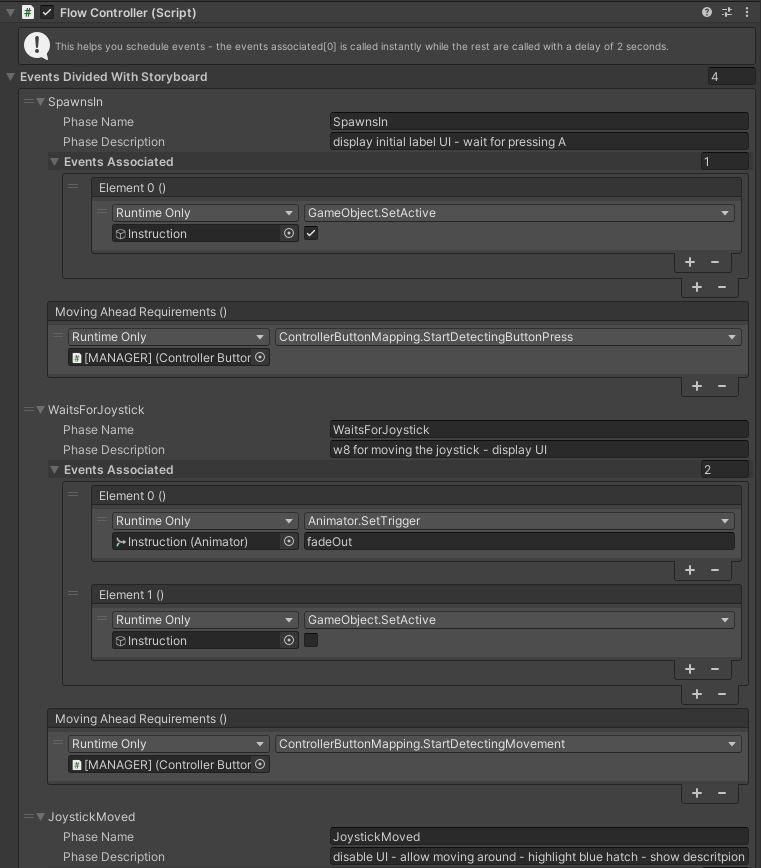 Flow Controller (Script)
This helps you schedule events - the events associated[0] is called instantly while the rest are called with a delay of 2 seconds.
Events Divided With Storyboard 4
SpawnsIn
Phase Name SpawnsIn
Phase Description display initial label UI - wait for pressing A
Events Associated 1
Element 0 ()
Runtime Only GameObject.SetActive
Instruction
Moving Ahead Requirements ()
Runtime Only ControllerButtonMapping.StartDetectingButtonPress
[MANAGER] (Controller Buttor
WaitsForJoystick
Phase Name WaitsForJoystick
Phase Description w8 for moving the joystick - display UI
Events Associated 2
Element 0 ()
Runtime Only Animator.SetTrigger
Instruction (Animator) fadeOut
Element 1 ()
Runtime Only GameObject.SetActive
Instruction
Moving Ahead Requirements ()
Runtime Only ControllerButtonMapping.StartDetectingMovement
[MANAGER] (Controller Buttor
JoystickMoved
Phase Name JoystickMoved
Phase Description disable UI - allow moving around - highlight blue hatch - show descritpion